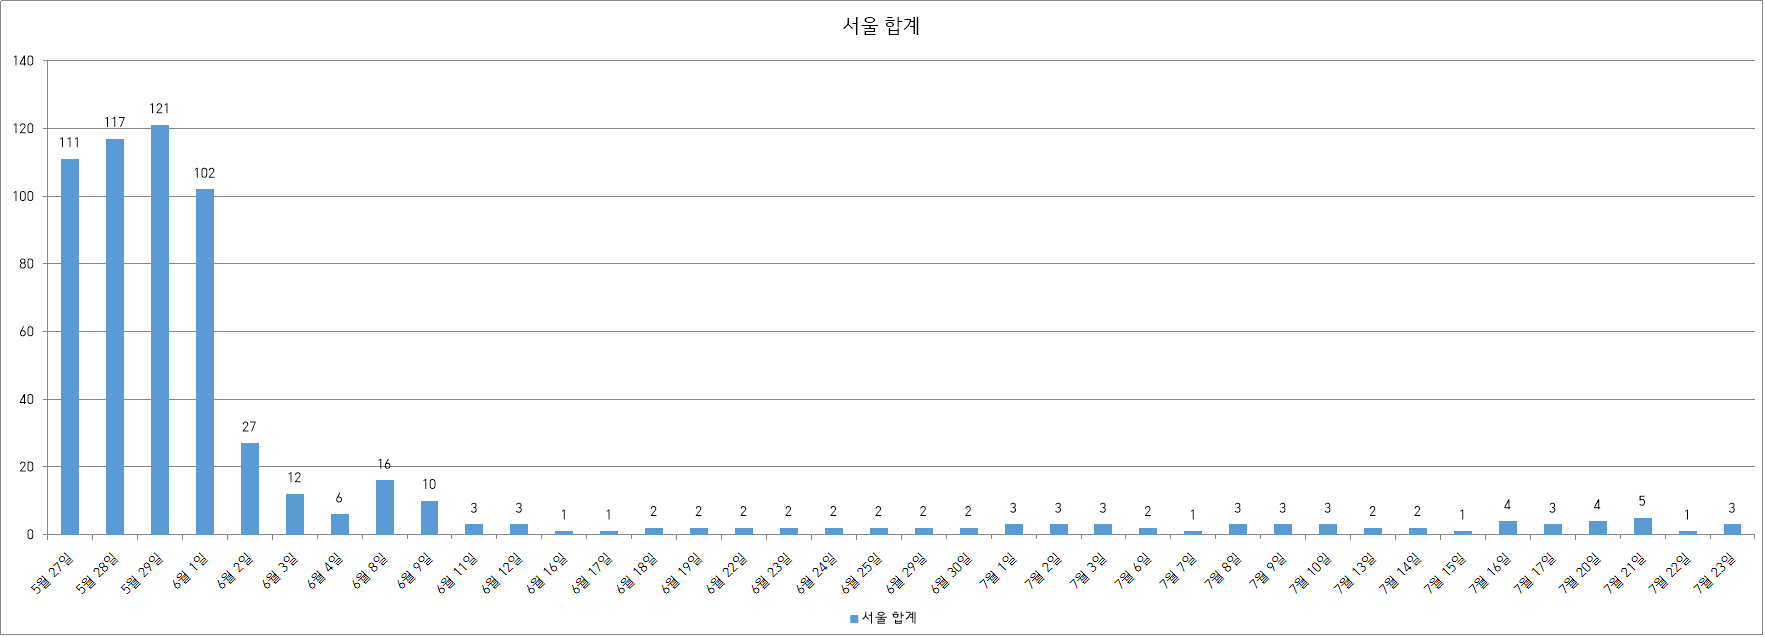 서울 합계
140
120
100
80
60
40
20
0
111
117
121
102
27
12
6
16
10
3
3
1
1
2
2
2
2
2
2
2
2
3
3
3
2
1
3
3
3
2
2
1
4
3
4
5
1
3
5월 27일
5월 28일
5월 29일
6월 1일
6월 2일
6월 3일
6월 4일
6월 8일
6월 9일
6월 11일
6월 12일
6월 16일
6월 17일
6월 18일
6월 19일
6월 22일
6월 23일
6월 24일
6월 25일
6월 29일
6월 30일
7월 1일
7월 2일
7월 3일
7월 6일
7월 7일
7월 8일
7월 9일
7월 10일
7월 13일
7월 14일
7월 15일
7월 16일
7월 17일
7월 20일
7월 21일
7월 22일
7월 23일
서울 합계